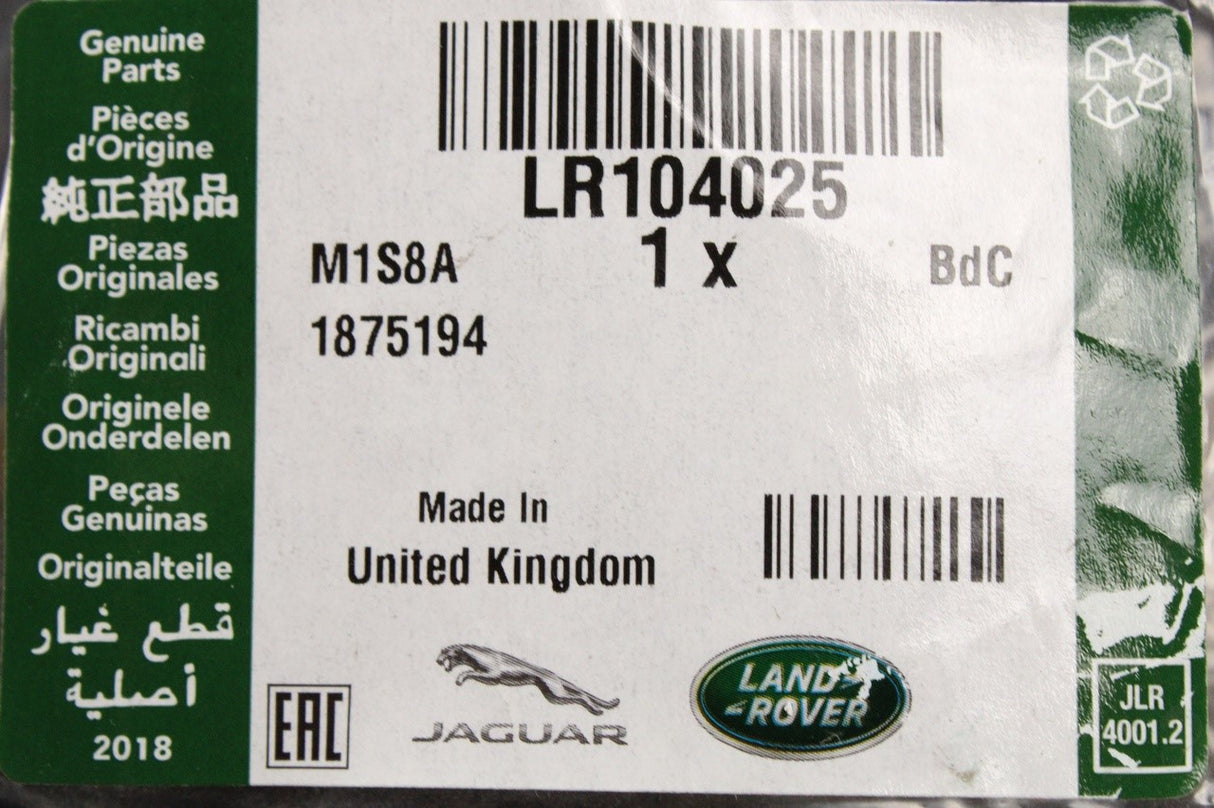 Genuine
Parts
Pièces
d'Origine
純正部品
Piezas
Originales
Ricambi
Originali
Originele
Onderdelen
Peças
Genuinas
Originalteile
قطع غيار
أصلية
2018
LR104025
M1S8A
1 x
BdC
1875194
Made In
United Kingdom
EAC
JAGUAR
LAND
ROVER
JLR
4001.2